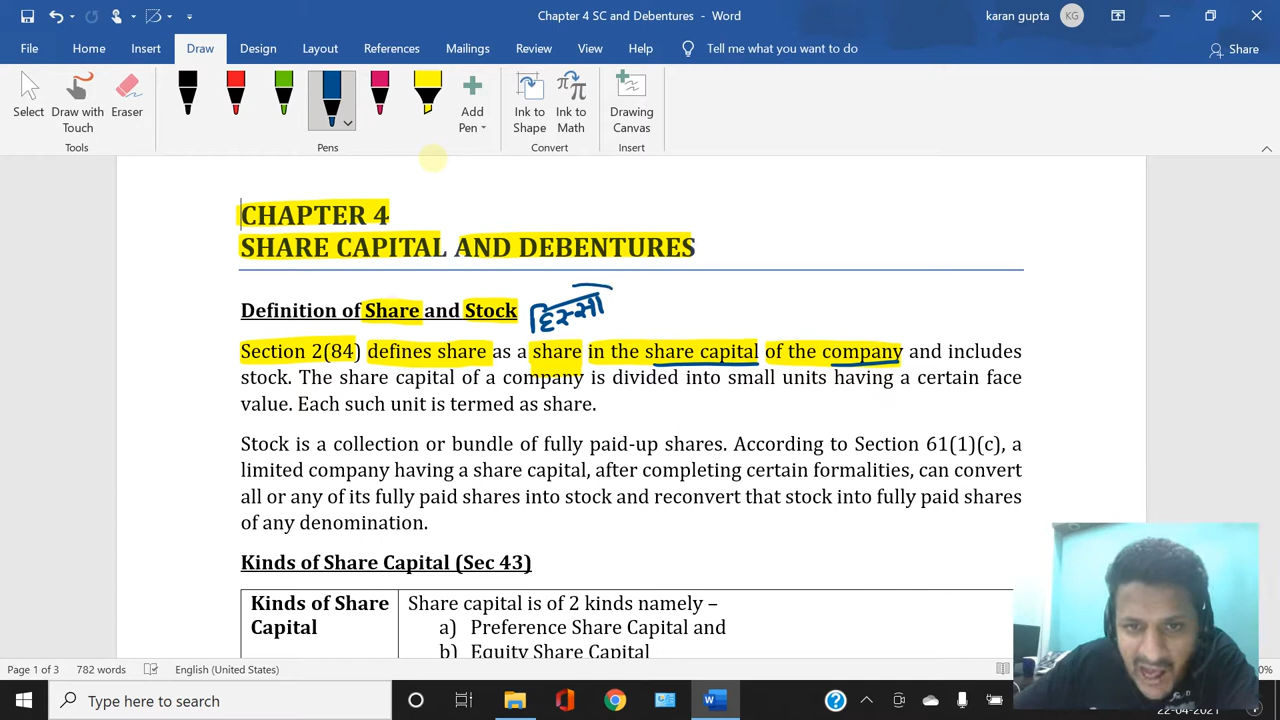 Chapter 4 SC and Debentures - Word
karan gupta
KG
File Home Insert Draw Design Layout References Mailings Review View Help Tell me what you want to do
Share
Select
Draw with Touch
Eraser
Add Pen
Ink to Shape
Ink to Math
Drawing Canvas
Tools
Pens
Convert
Insert
CHAPTER 4
SHARE CAPITAL AND DEBENTURES
Definition of Share and Stock हिस्सा
Section 2(84) defines share as a share in the share capital of the company and includes
stock. The share capital of a company is divided into small units having a certain face
value. Each such unit is termed as share.
Stock is a collection or bundle of fully paid-up shares. According to Section 61(1)(c), a
limited company having a share capital, after completing certain formalities, can convert
all or any of its fully paid shares into stock and reconvert that stock into fully paid shares
of any denomination.
Kinds of Share Capital (Sec 43)
Kinds of Share Share capital is of 2 kinds namely –
Capital a) Preference Share Capital and
b) Equity Share Capital
Page 1 of 3 782 words English (United States)
0%
Type here to search
22-04-2021